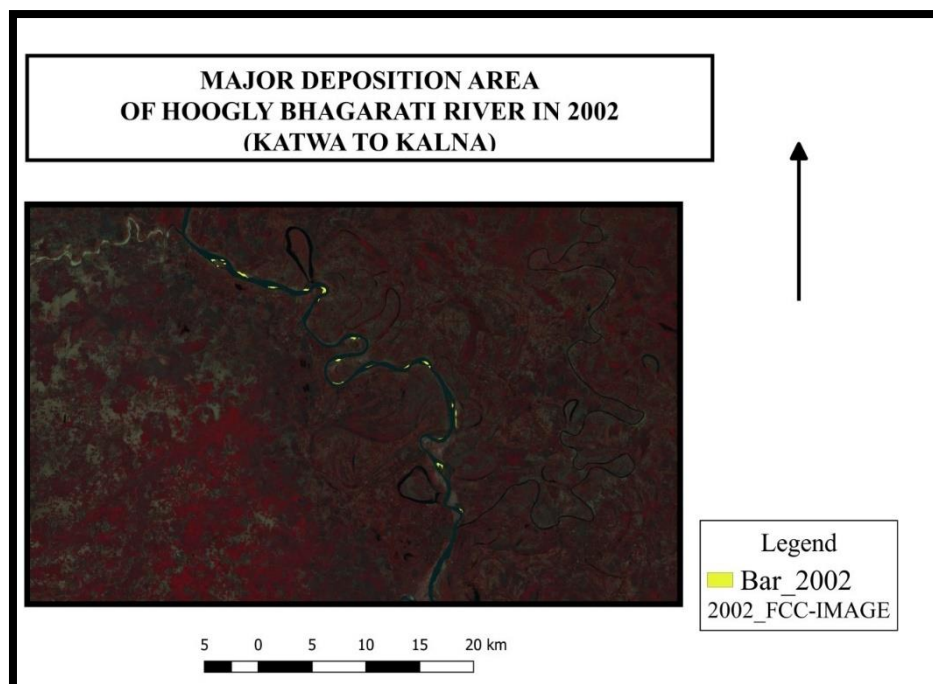 MAJOR DEPOSITION AREA
OF HOOGLY BHAGARATI RIVER IN 2002
(KATWA TO KALNA)
Legend
Bar_2002
2002_FCC-IMAGE
5 0 5 10 15 20 km